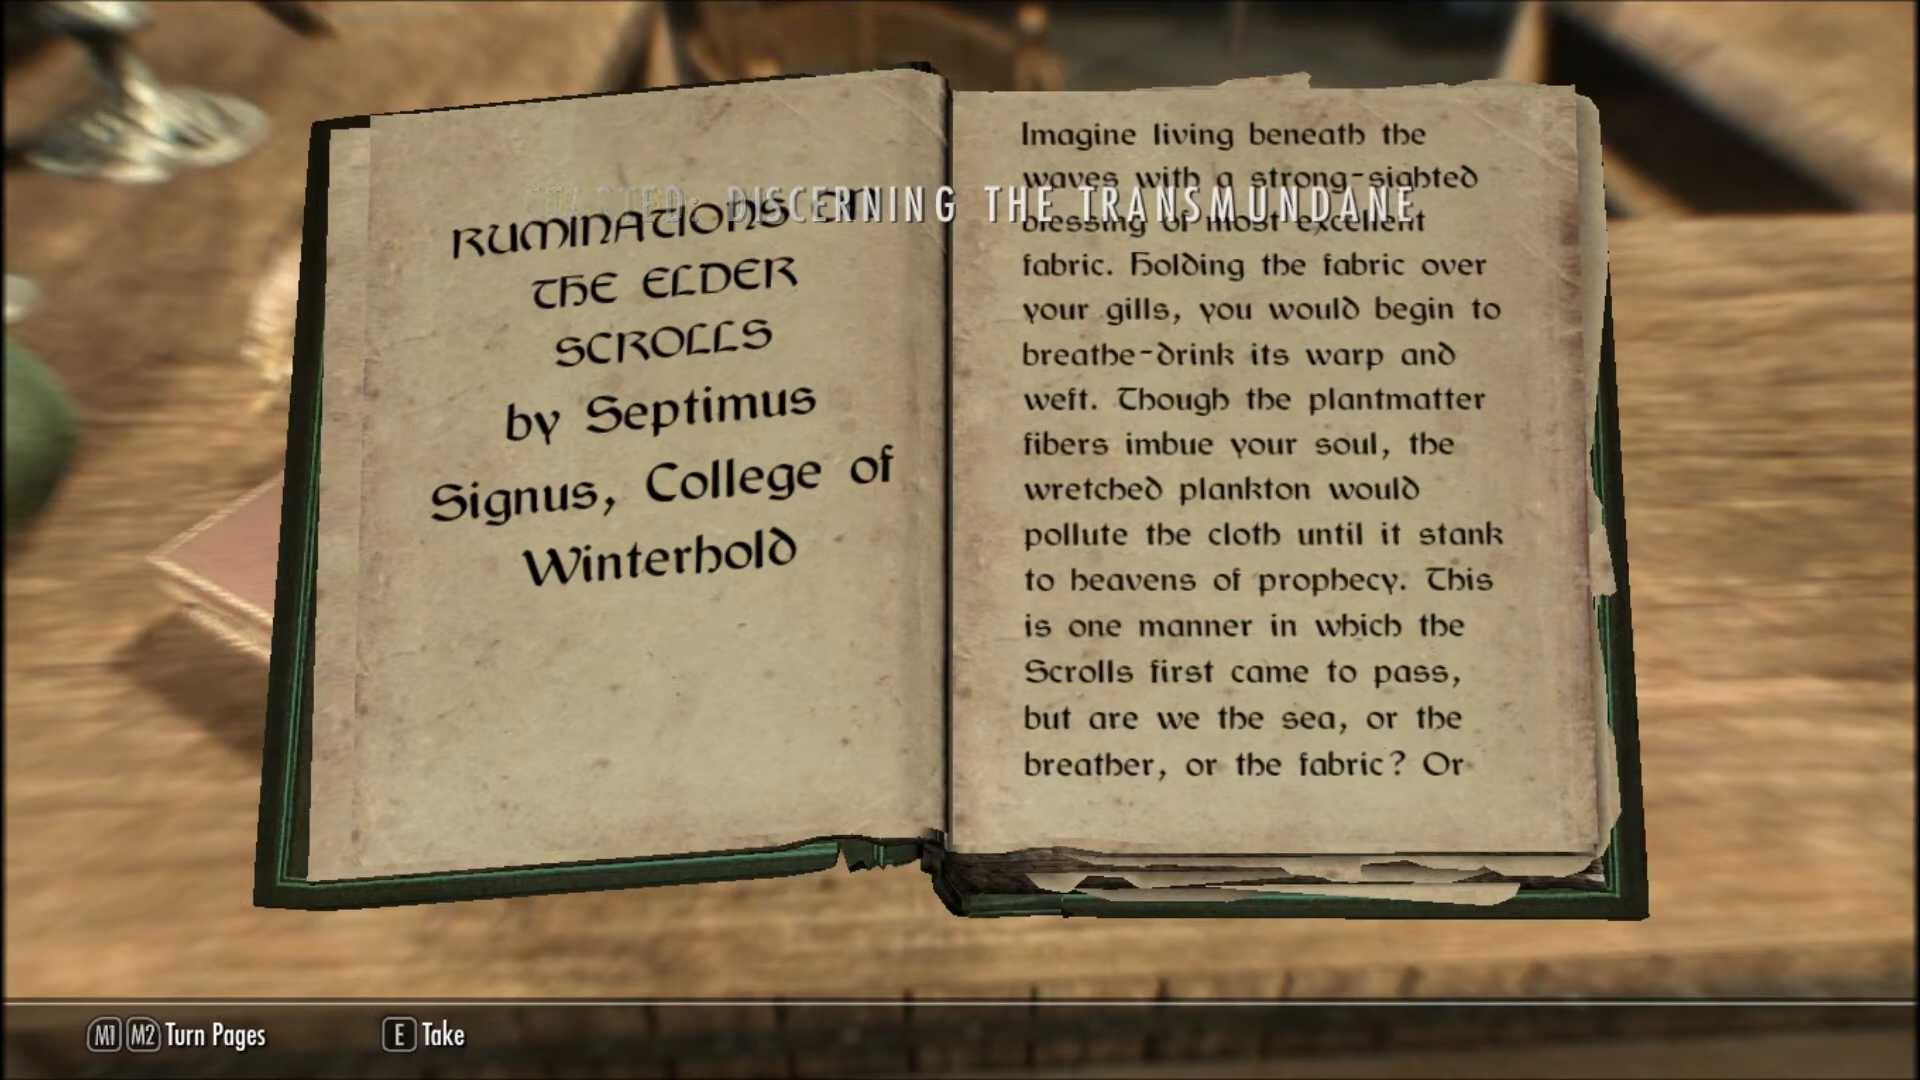 RUMINATIONS ON
THE ELDER
SCROLLS
by Septimus
Signus, College of
Winterhold
Imagine living beneath the
waves with a strong-sighted
blessing of most excellent
fabric. Holding the fabric over
your gills, you would begin to
breathe-drink its warp and
weft. Though the plantmatter
fibers imbue your soul, the
wretched plankton would
pollute the cloth until it stank
to heavens of prophecy. This
is one manner in which the
Scrolls first came to pass,
but are we the sea, or the
breather, or the fabric? Or
STARTED: DISCERNING THE TRANSMUNDANE
M1 M2 Turn Pages
E Take